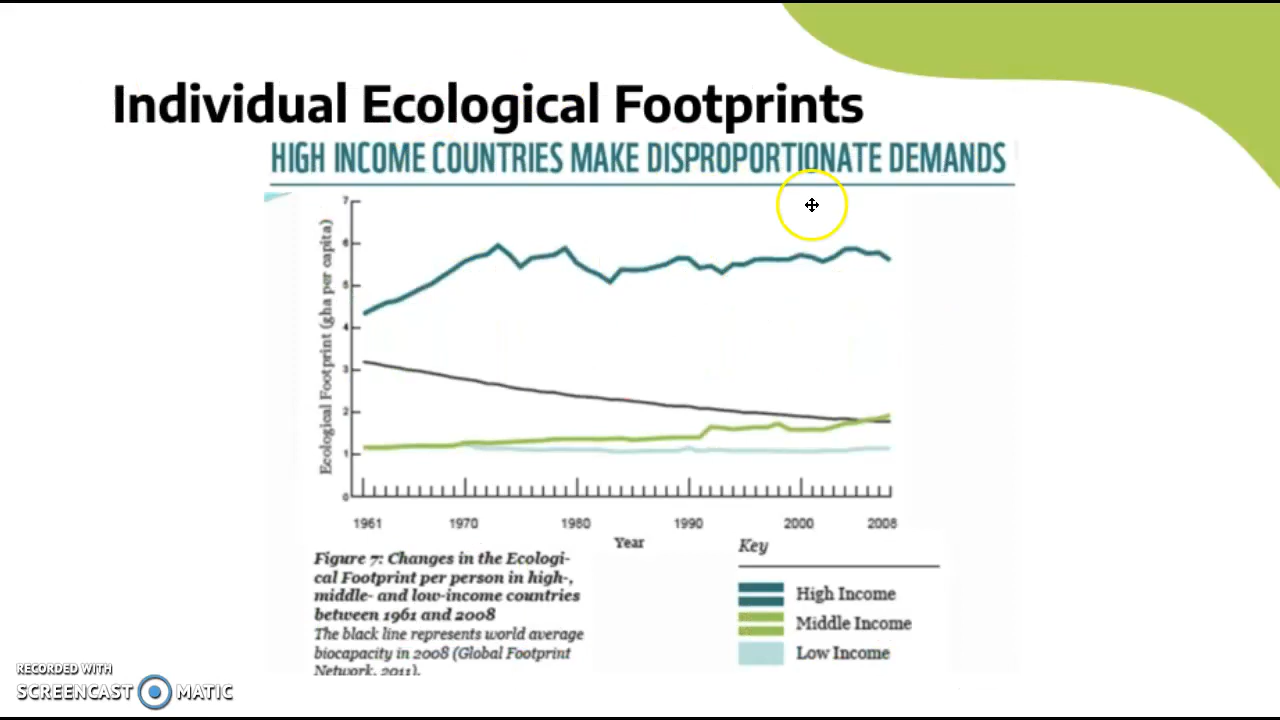 Individual Ecological Footprints
HIGH INCOME COUNTRIES MAKE DISPROPORTIONATE DEMANDS
Ecological Footprint (gha per capita)
7
6
5
4
3
2
1
0
1961 1970 1980 1990 2000 2008
Year
Figure 7: Changes in the Ecologi-
cal Footprint per person in high-,
middle- and low-income countries
between 1961 and 2008
The black line represents world average
biocapacity in 2008 (Global Footprint
Network, 2011).
Key
High Income
Middle Income
Low Income
RECORDED WITH
SCREENCAST MATIC